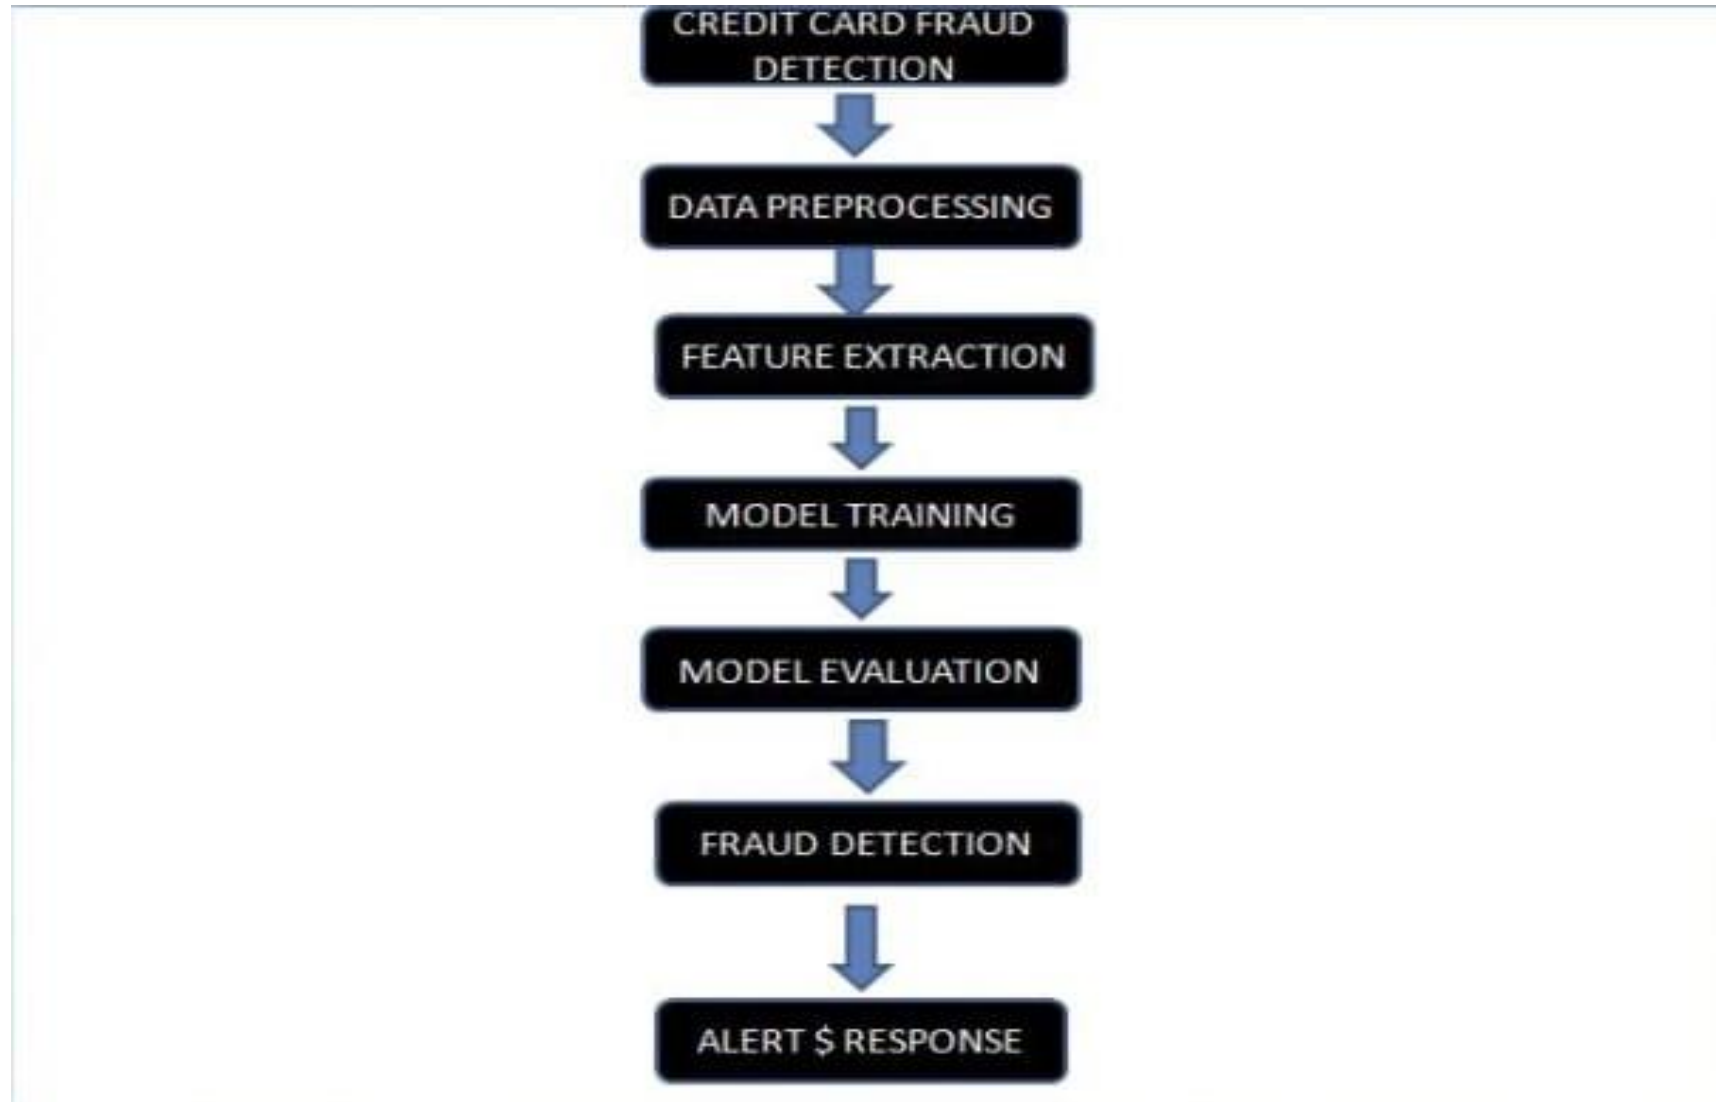 CREDIT CARD FRAUD
DETECTION
DATA PREPROCESSING
FEATURE EXTRACTION
MODEL TRAINING
MODEL EVALUATION
FRAUD DETECTION
ALERT $ RESPONSE